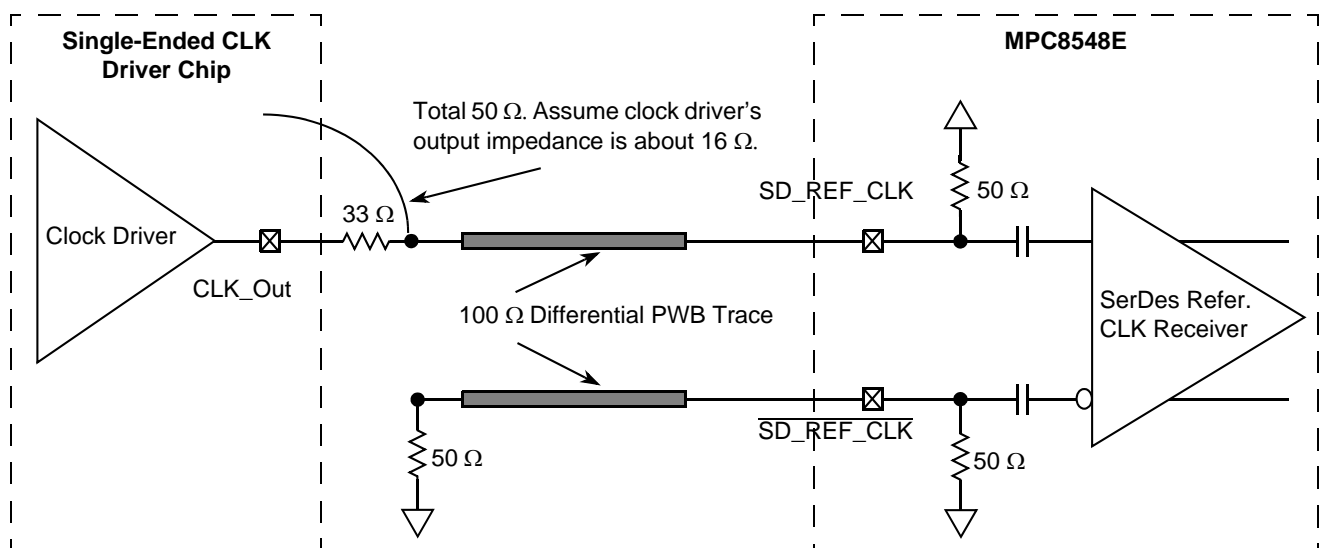 Single-Ended CLK
Driver Chip
MPC8548E
Total 50 Ω. Assume clock driver's
output impedance is about 16 Ω.
SD_REF_CLK
50 Ω
33 Ω
Clock Driver
CLK_Out
100 Ω Differential PWB Trace
SerDes Refer.
CLK Receiver
SD_REF_CLK
50 Ω
50 Ω